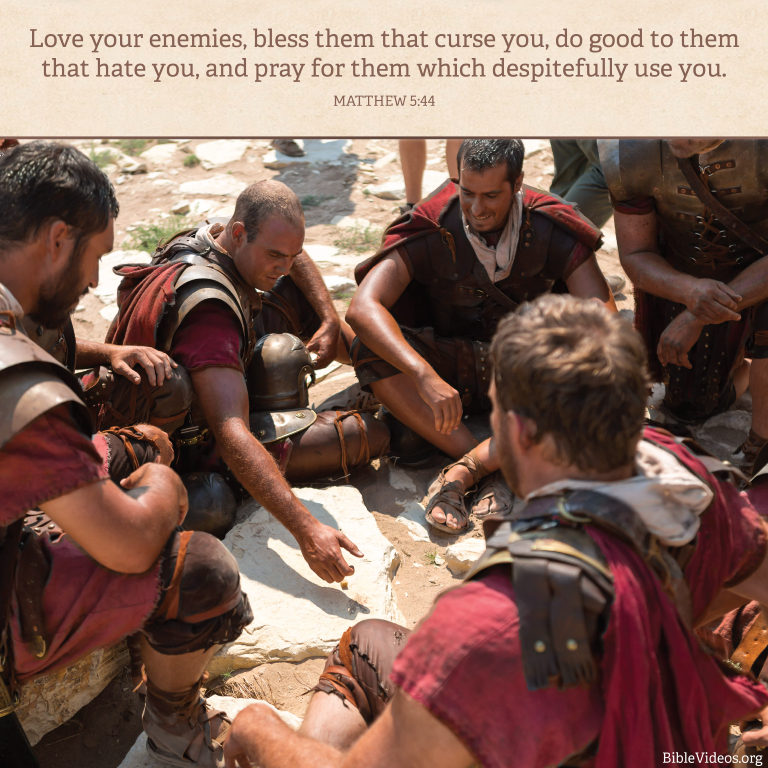 Love your enemies, bless them that curse you, do good to them
that hate you, and pray for them which despitefully use you.
MATTHEW 5:44
BibleVideos.org